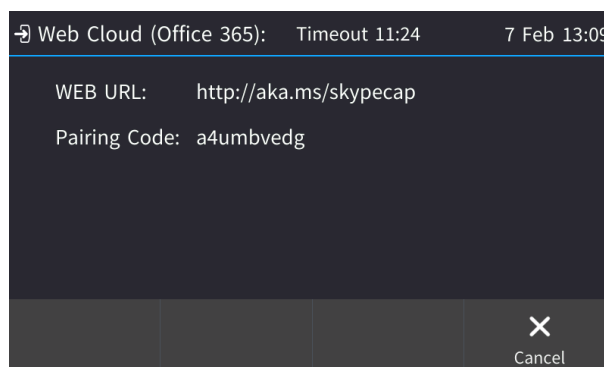 Web Cloud (Office 365): Timeout 11:24 7 Feb 13:09
WEB URL: http://aka.ms/skypecap
Pairing Code: a4umbvedg
Cancel